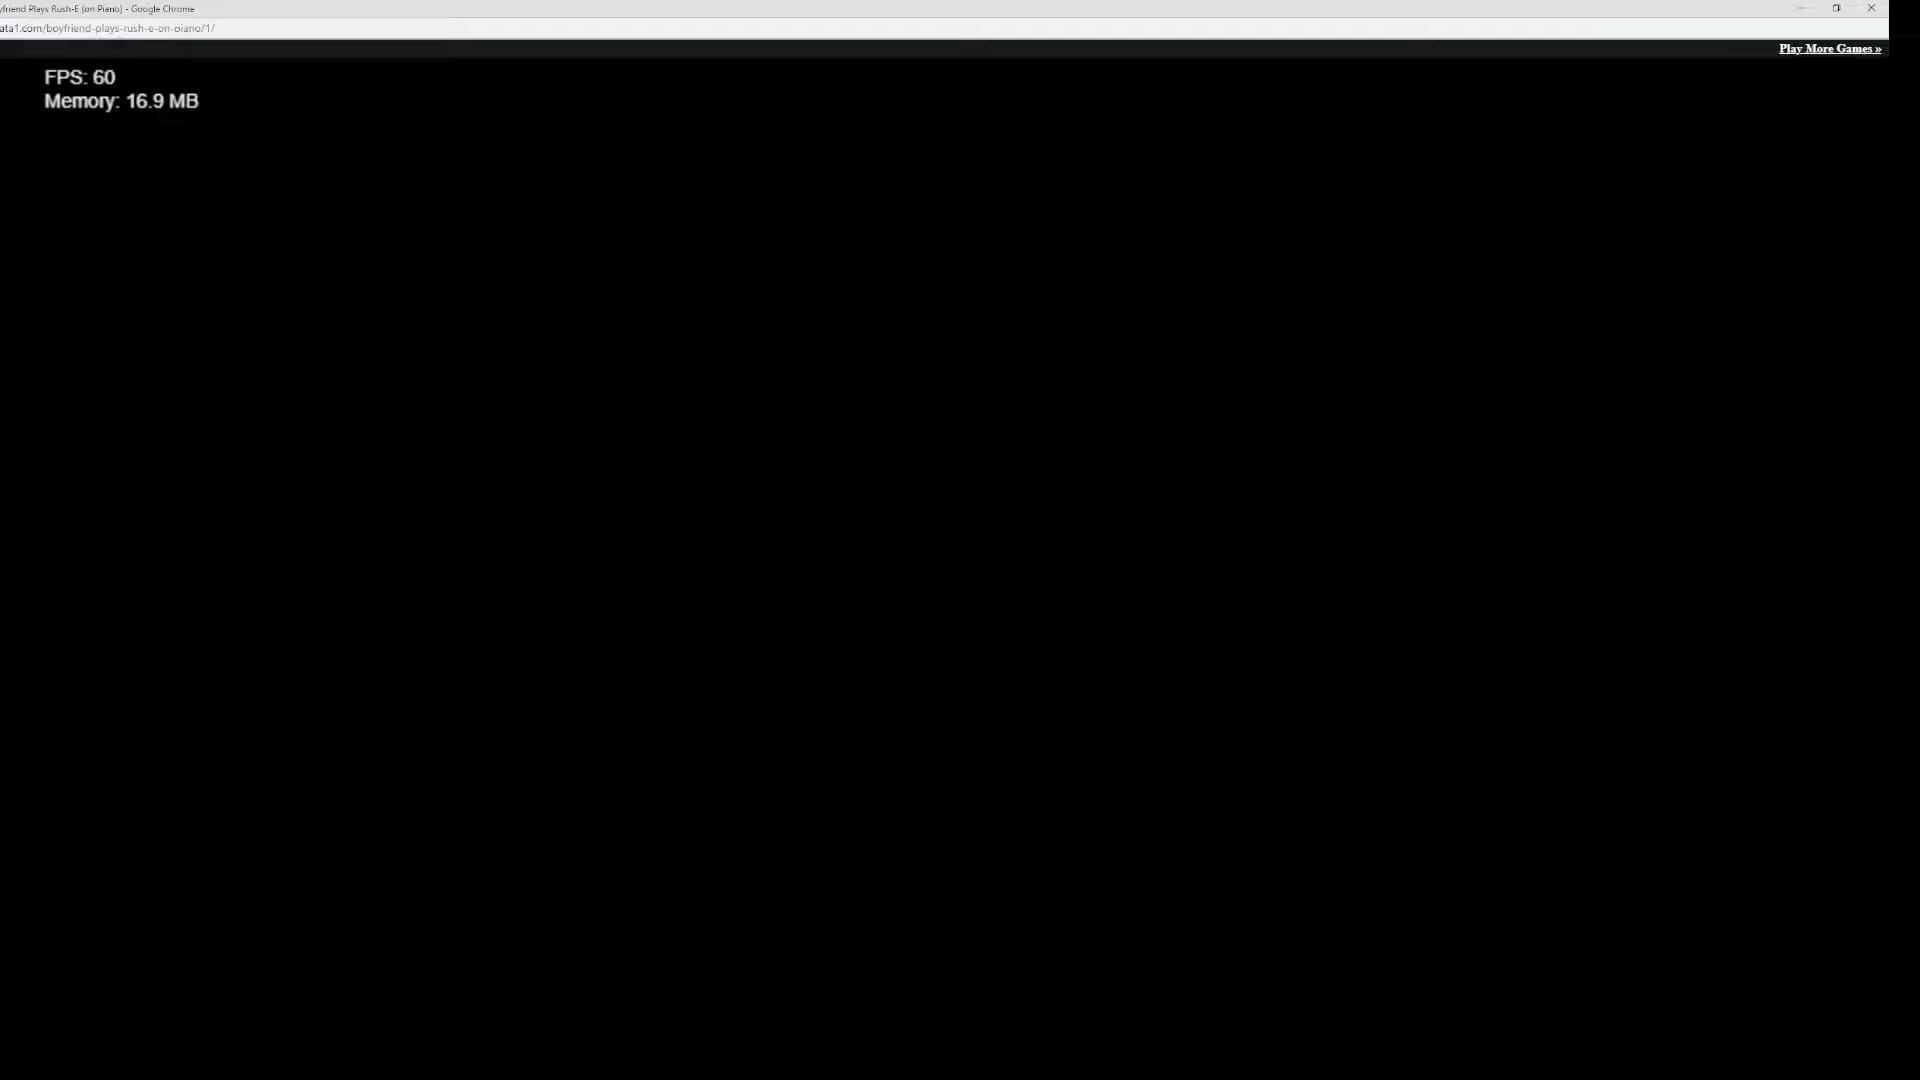 yfriend Plays Rush-E (on Piano) - Google Chrome
ata1.com/boyfriend-plays-rush-e-on-piano/1/
Play More Games »
FPS: 60
Memory: 16.9 MB